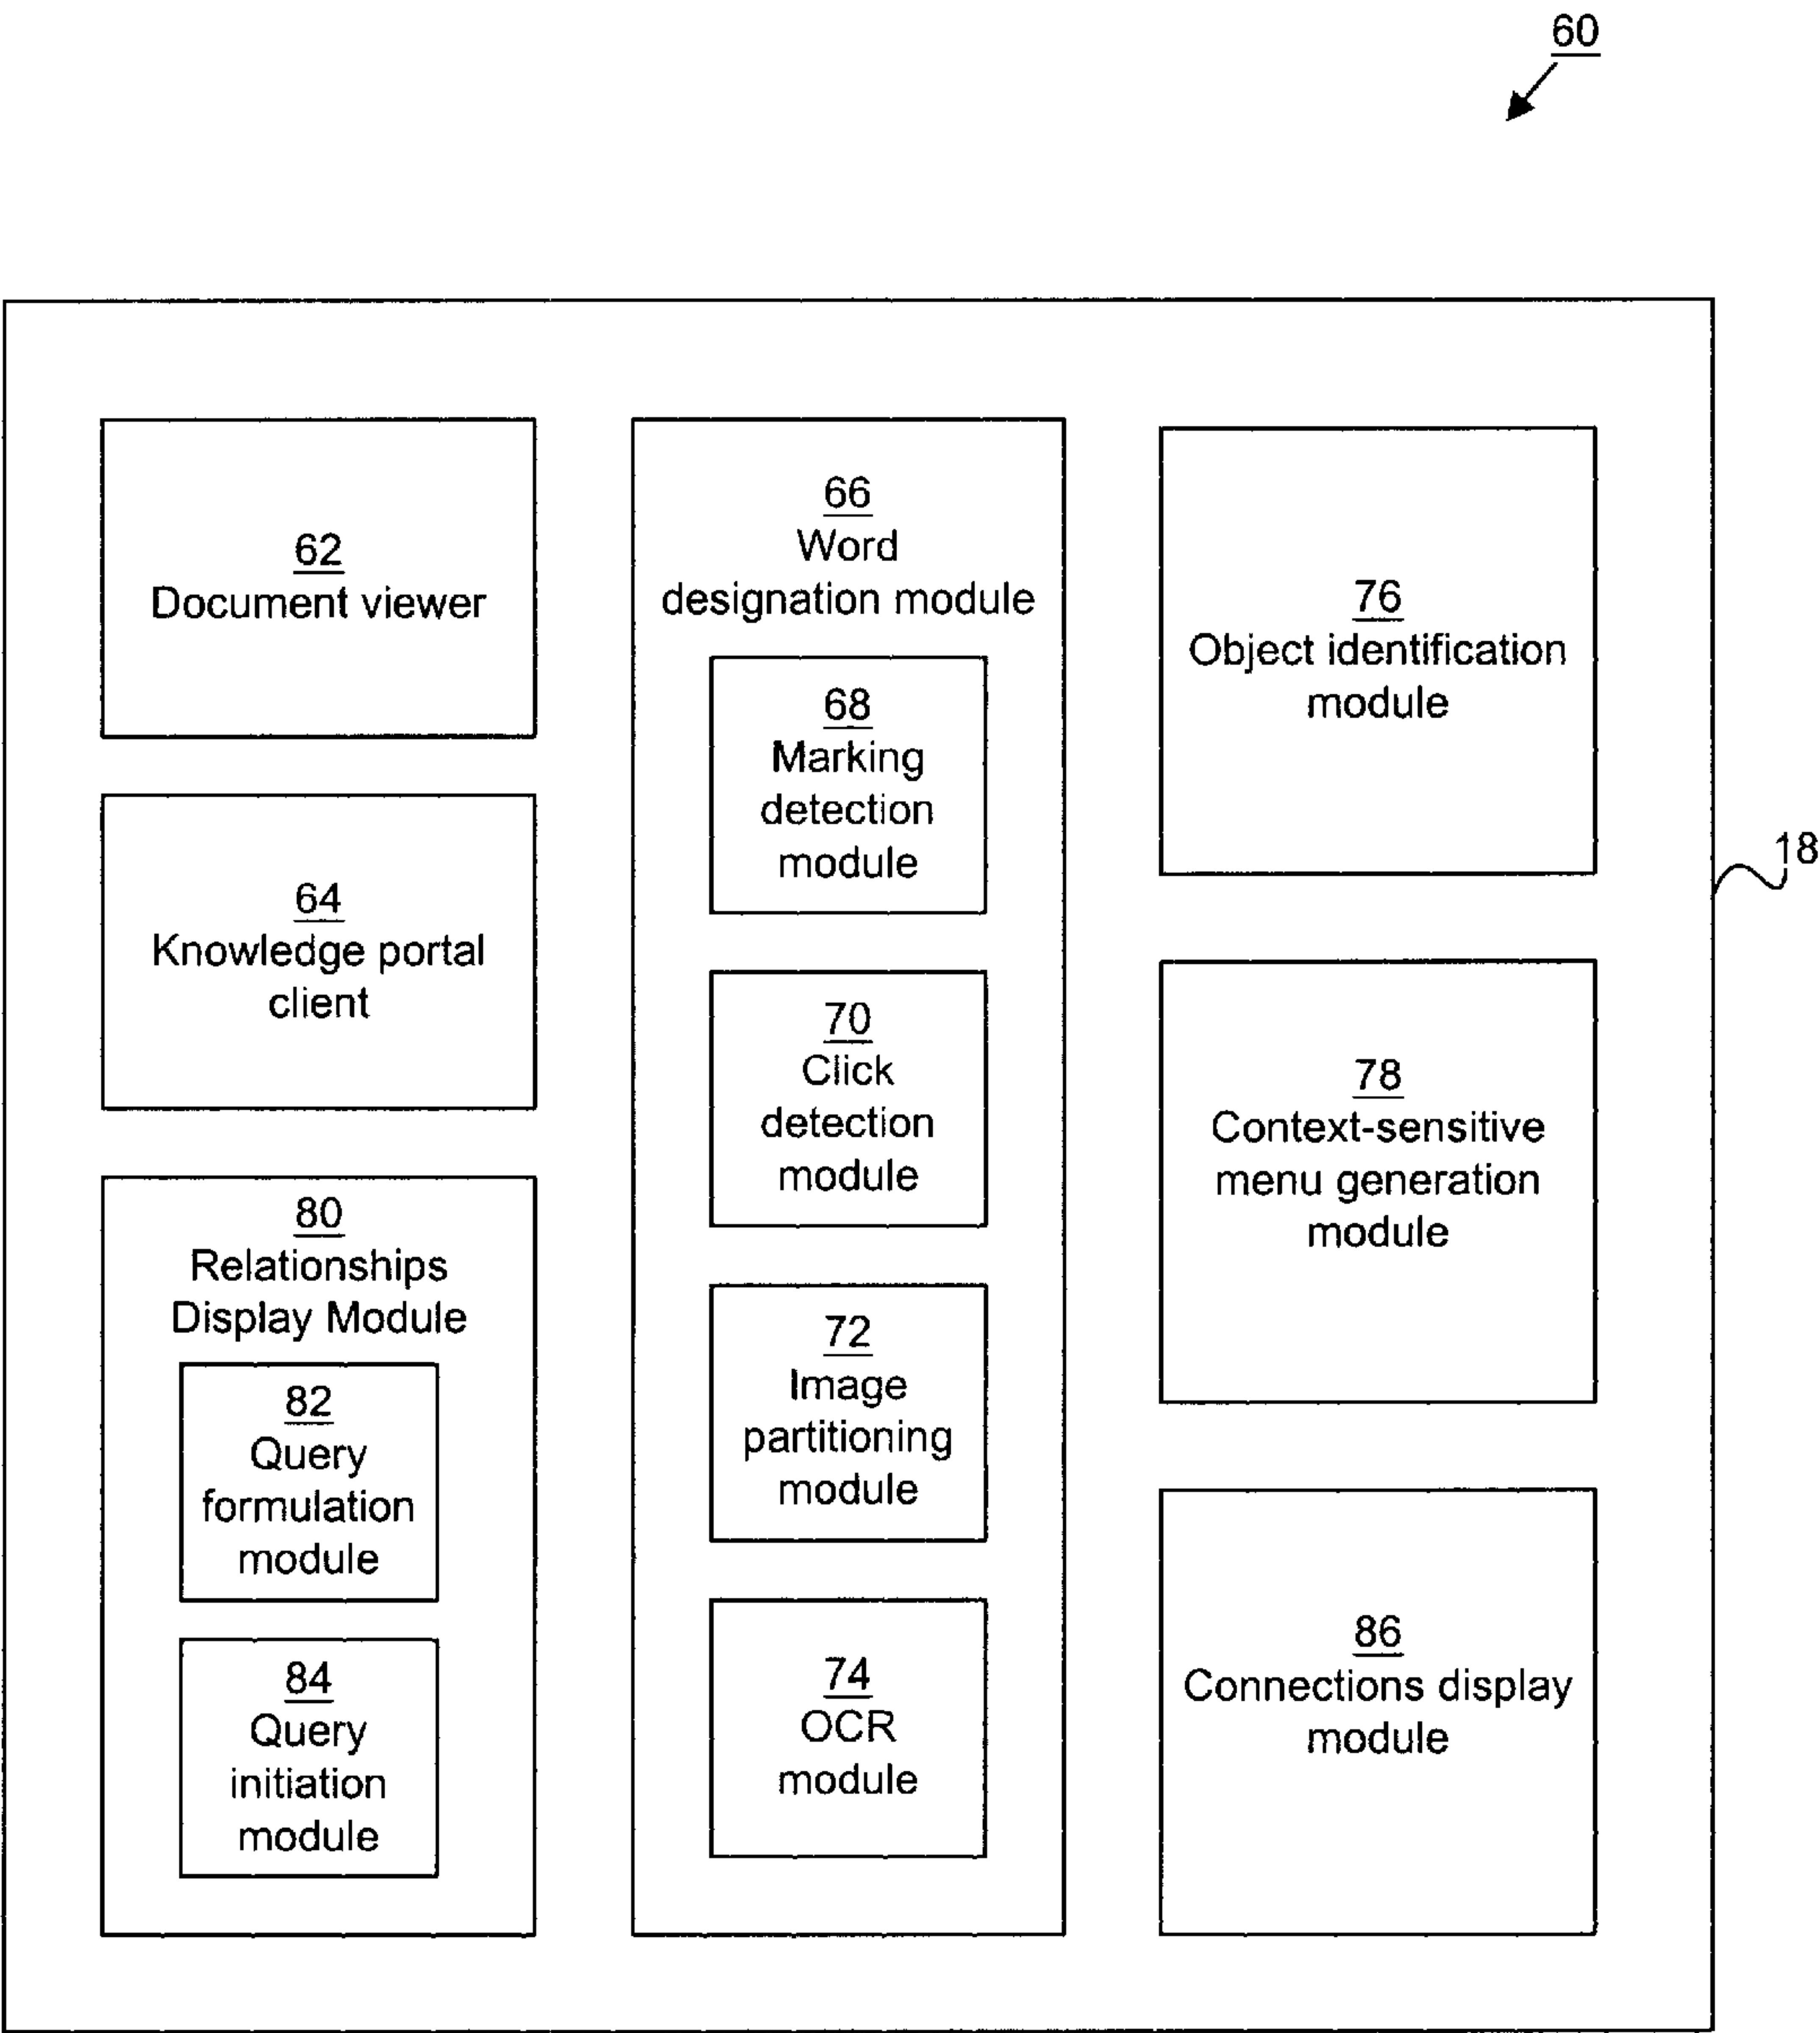 60
62
Document viewer
64
Knowledge portal
client
80
Relationships
Display Module
82
Query
formulation
module
84
Query
initiation
module
66
Word
designation module
68
Marking
detection
module
70
Click
detection
module
72
Image
partitioning
module
74
OCR
module
76
Object identification
module
78
Context-sensitive
menu generation
module
86
Connections display
module
18